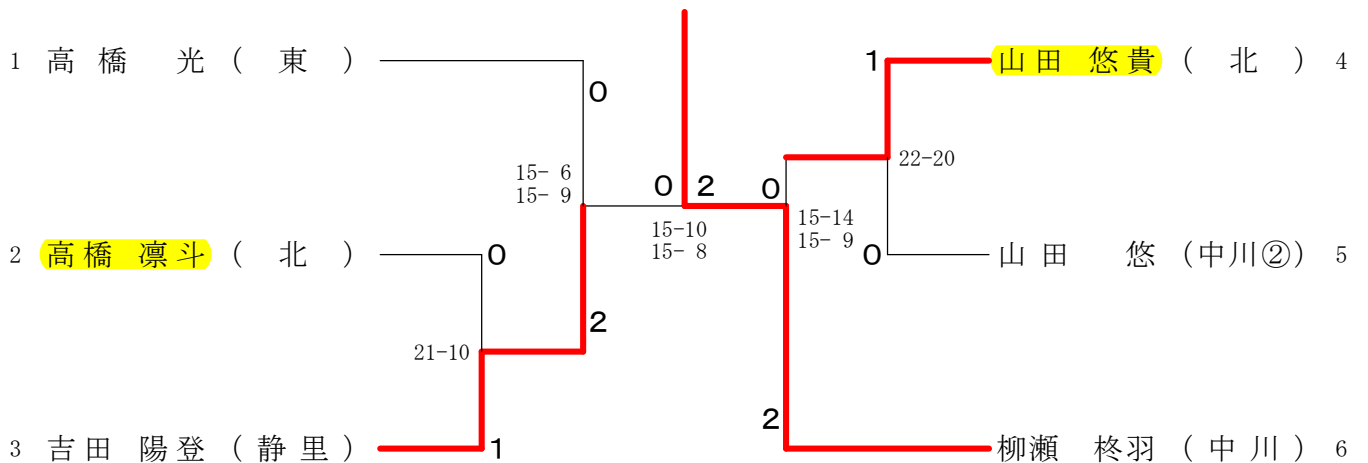 1 高橋 光 ( 東 )
0
15- 6
15- 9
2 高橋 凛斗 ( 北 )
0
21-10
2
3 吉田 陽登 ( 静里 )
1
0 2
15-10
15- 8
1
山田 悠貴 ( 北 ) 4
22-20
0
15-14
15- 9
0
山田 悠 (中川②) 5
2
柳瀬 柊羽 ( 中川 ) 6